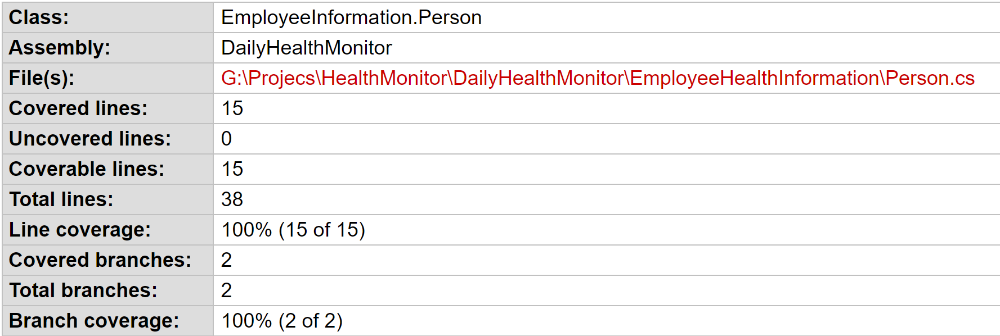 Class: EmployeeInformation.Person
Assembly: DailyHealthMonitor
File(s): G:\Projecs\HealthMonitor\DailyHealthMonitor\EmployeeHealthInformation\Person.cs
Covered lines: 15
Uncovered lines: 0
Coverable lines: 15
Total lines: 38
Line coverage: 100% (15 of 15)
Covered branches: 2
Total branches: 2
Branch coverage: 100% (2 of 2)